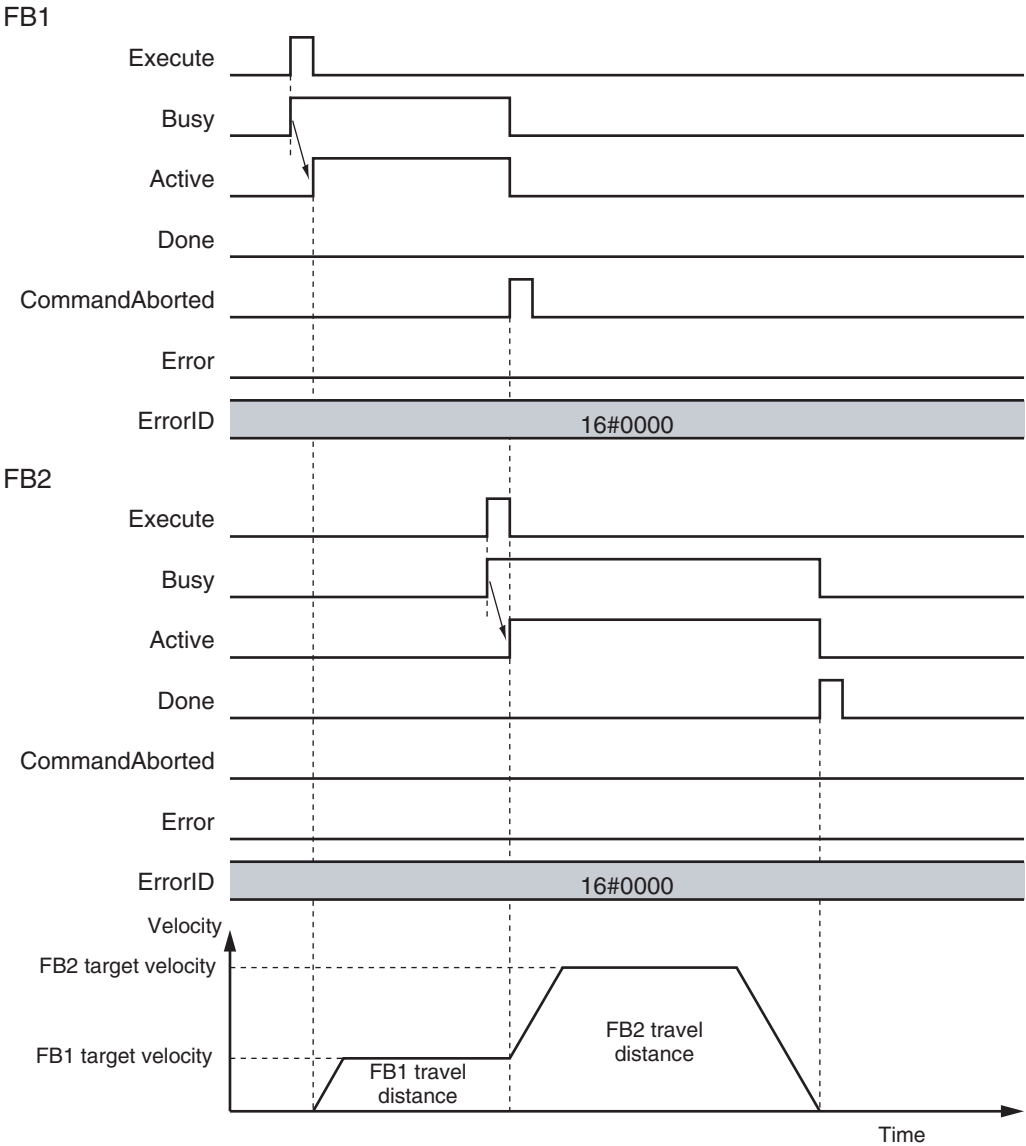 FB1
Execute
Busy
Active
Done
CommandAborted
Error
ErrorID
16#0000
FB2
Execute
Busy
Active
Done
CommandAborted
Error
ErrorID
16#0000
Velocity
FB2 target velocity
FB2 travel
distance
FB1 target velocity
FB1 travel
distance
Time